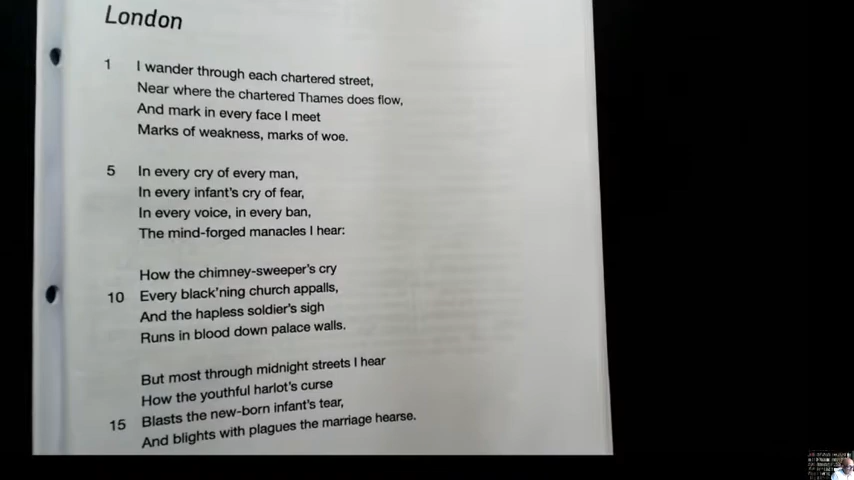 London
1 I wander through each chartered street,
Near where the chartered Thames does flow,
And mark in every face I meet
Marks of weakness, marks of woe.
5 In every cry of every man,
In every infant's cry of fear,
In every voice, in every ban,
The mind-forged manacles I hear:
How the chimney-sweeper's cry
10 Every black'ning church appalls,
And the hapless soldier's sigh
Runs in blood down palace walls.
But most through midnight streets I hear
How the youthful harlot's curse
15 Blasts the new-born infant's tear,
And blights with plagues the marriage hearse.